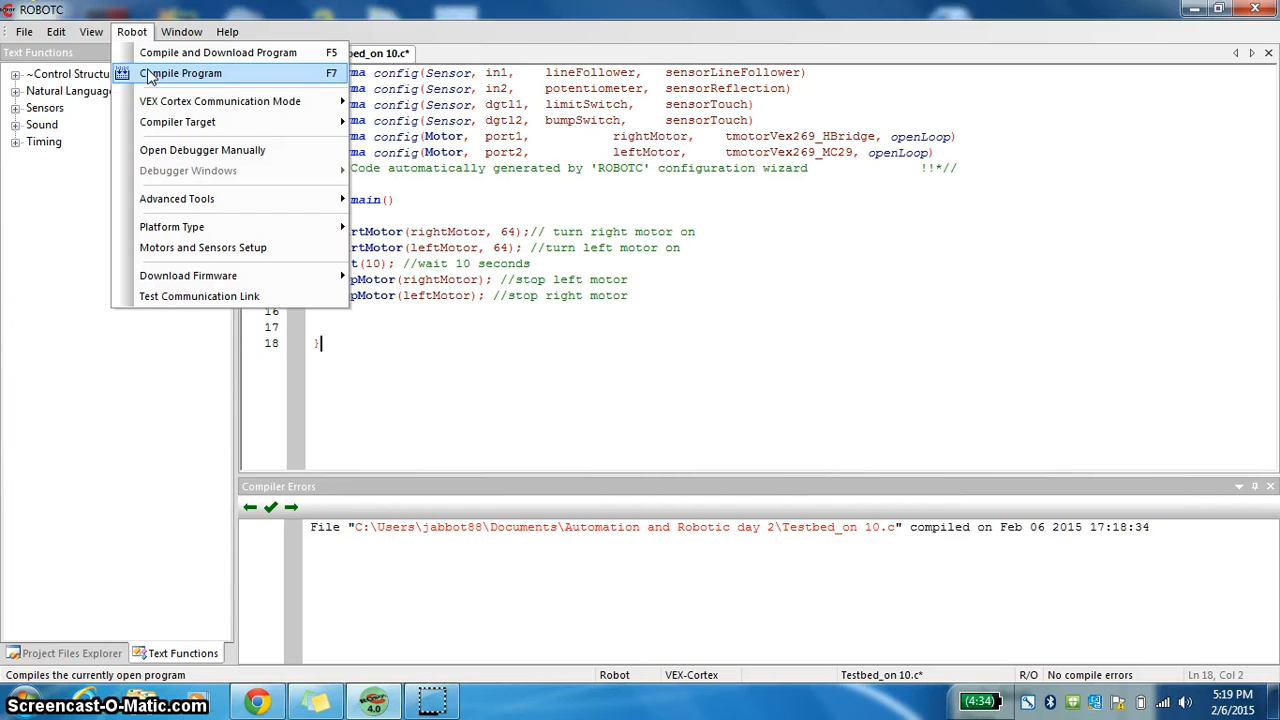 ROBOTC
File Edit View Robot Window Help
Text Functions
~Control Structu
Natural Language
Sensors
Sound
Timing
Compile and Download Program F5
Compile Program F7
VEX Cortex Communication Mode
Compiler Target
Open Debugger Manually
Debugger Windows
Advanced Tools
Platform Type
Motors and Sensors Setup
Download Firmware
Test Communication Link
bed_on 10.c*
ma config(Sensor, in1, lineFollower, sensorLineFollower)
ma config(Sensor, in2, potentiometer, sensorReflection)
ma config(Sensor, dgtl1, limitSwitch, sensorTouch)
ma config(Sensor, dgtl2, bumpSwitch, sensorTouch)
ma config(Motor, port1, rightMotor, tmotorVex269_HBridge, openLoop)
ma config(Motor, port2, leftMotor, tmotorVex269_MC29, openLoop)
Code automatically generated by 'ROBOTC' configuration wizard !!*//
main()
rtMotor(rightMotor, 64);// turn right motor on
rtMotor(leftMotor, 64); //turn left motor on
t(10); //wait 10 seconds
pMotor(rightMotor); //stop left motor
pMotor(leftMotor); //stop right motor
16
17
18 }
Compiler Errors
File "C:\Users\jabbot88\Documents\Automation and Robotic day 2\Testbed_on 10.c" compiled on Feb 06 2015 17:18:34
Project Files Explorer Text Functions
Compiles the currently open program Robot VEX-Cortex Testbed_on 10.c* R/O No compile errors Ln 18, Col 2
4.0
(4:34)
5:19 PM
2/6/2015
Screencast-O-Matic.com